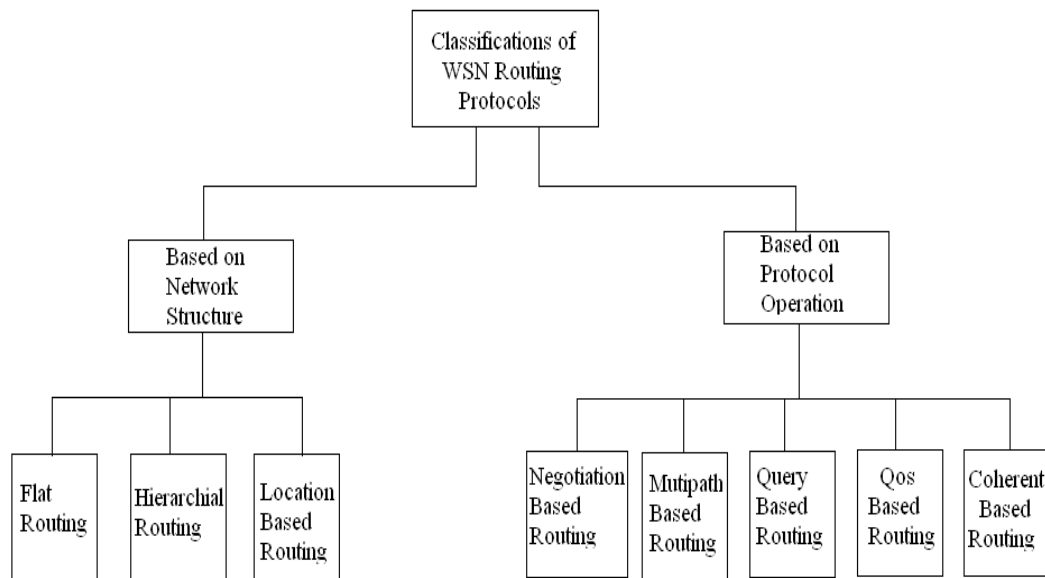 Classifications of
WSN Routing
Protocols
Based on
Network
Structure
Based on
Protocol
Operation
Flat
Routing
Hierarchial
Routing
Location
Based
Routing
Negotiation
Based
Routing
Mutipath
Based
Routing
Query
Based
Routing
Qos
Based
Routing
Coherent
Based
Routing